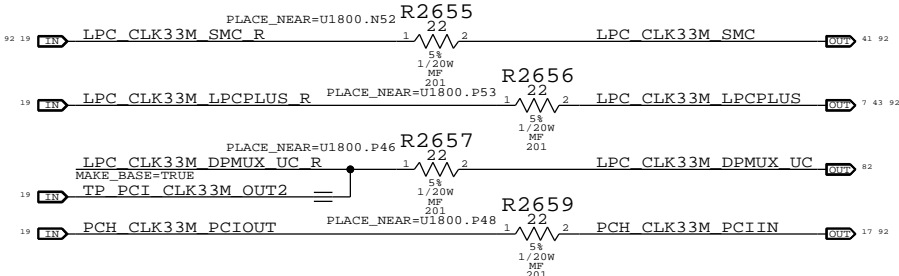 PLACE_NEAR=U1800.N52 R2655
92 19 IN LPC_CLK33M_SMC_R 1 22 2 LPC_CLK33M_SMC OUT 41 92
5%
1/20W
MF
201
PLACE_NEAR=U1800.P53 R2656
19 IN LPC_CLK33M_LPCPLUS_R 1 22 2 LPC_CLK33M_LPCPLUS OUT 7 43 92
5%
1/20W
MF
201
PLACE_NEAR=U1800.P46 R2657
LPC_CLK33M_DPMUX_UC_R 1 22 2 LPC_CLK33M_DPMUX_UC OUT 82
MAKE_BASE=TRUE
5%
1/20W
MF
201
19 IN TP_PCI_CLK33M_OUT2
PLACE_NEAR=U1800.P48 R2659
19 IN PCH_CLK33M_PCIOUT 1 22 2 PCH_CLK33M_PCIIN OUT 17 92
5%
1/20W
MF
201